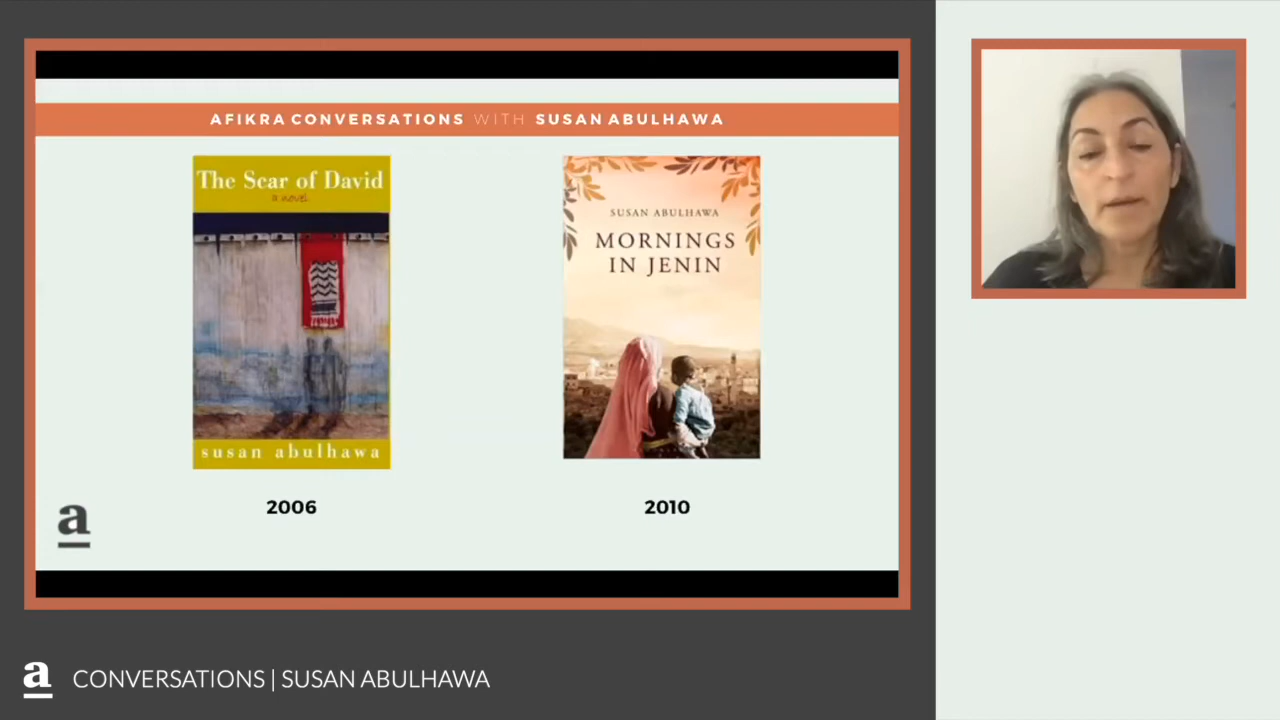 AFIKRA CONVERSATIONS WITH SUSAN ABULHAWA
The Scar of David
a novel
susan abulhawa
2006
SUSAN ABULHAWA
MORNINGS
IN JENIN
2010
a
a
CONVERSATIONS | SUSAN ABULHAWA